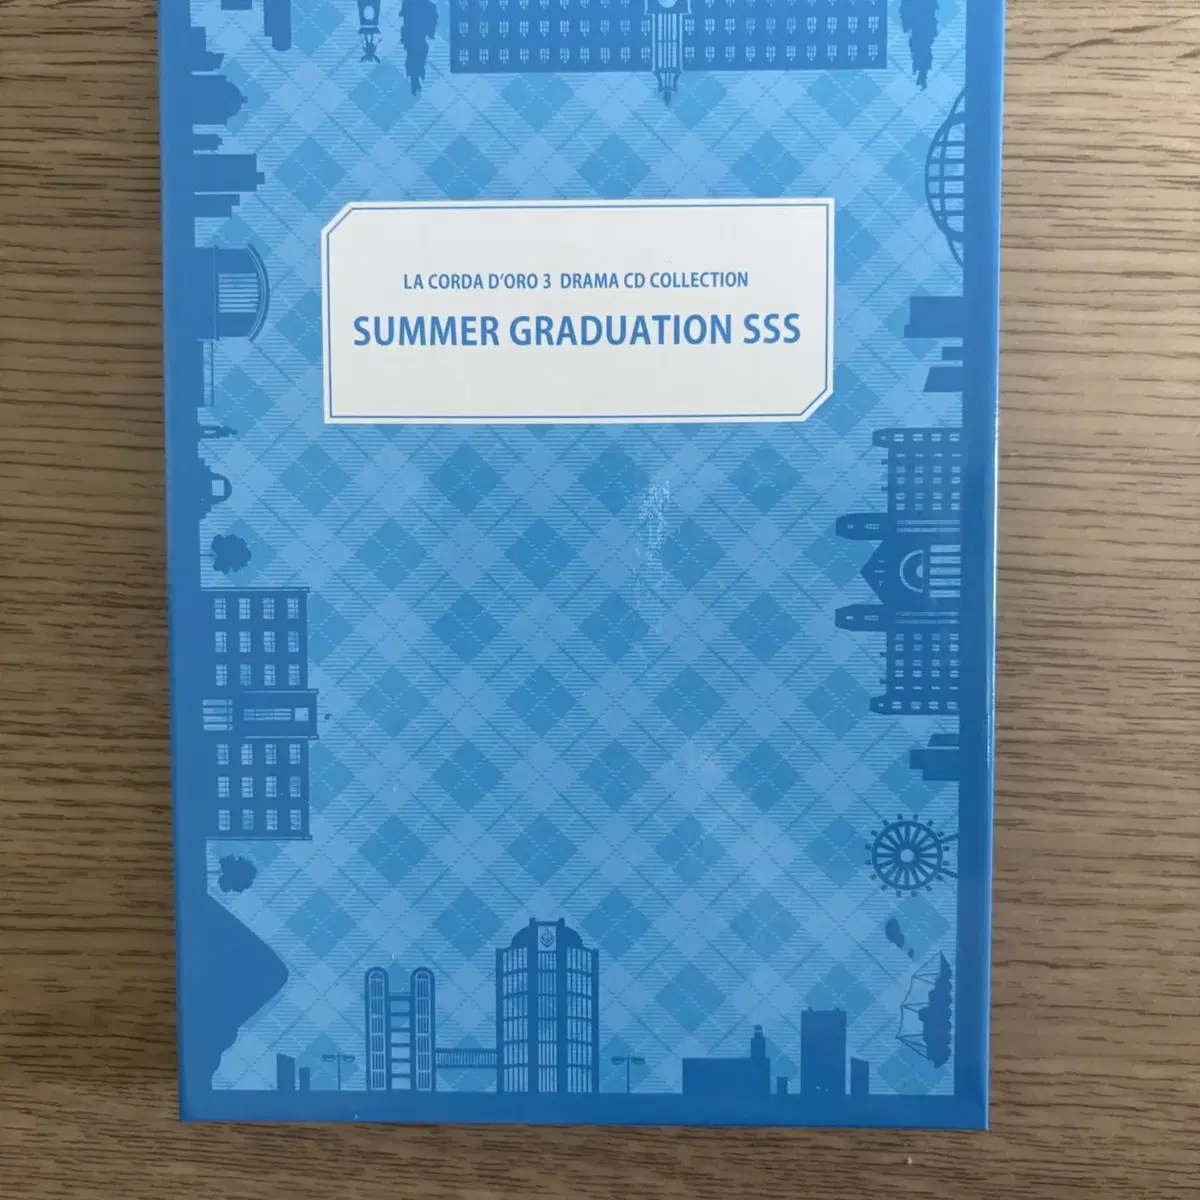 LA CORDA D'ORO 3 DRAMA CD COLLECTION
SUMMER GRADUATION SSS